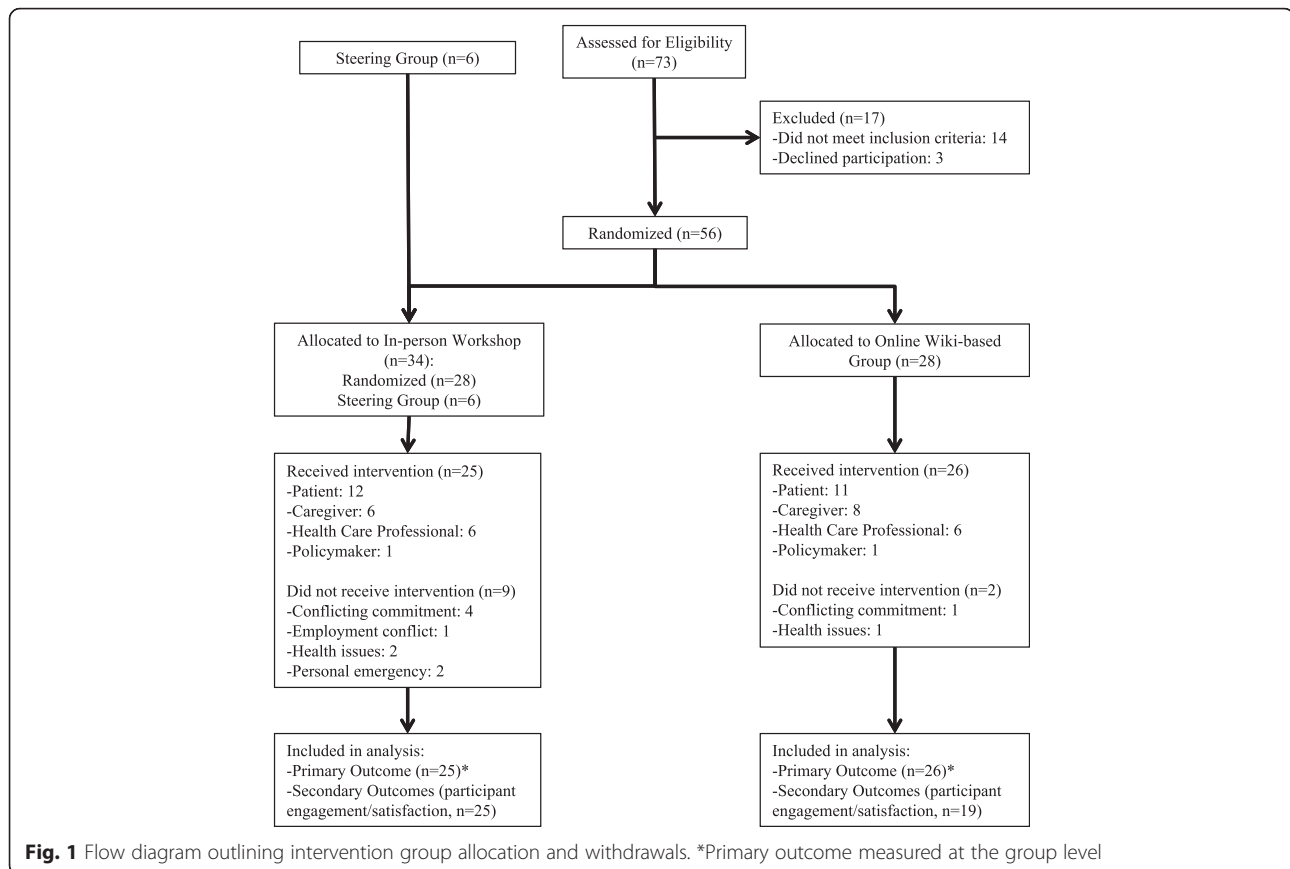 Steering Group (n=6)
Assessed for Eligibility
(n=73)
Excluded (n=17)
-Did not meet inclusion criteria: 14
-Declined participation: 3
Randomized (n=56)
Allocated to In-person Workshop
(n=34):
Randomized (n=28)
Steering Group (n=6)
Allocated to Online Wiki-based
Group (n=28)
Received intervention (n=25)
-Patient: 12
-Caregiver: 6
-Health Care Professional: 6
-Policymaker: 1
Did not receive intervention (n=9)
-Conflicting commitment: 4
-Employment conflict: 1
-Health issues: 2
-Personal emergency: 2
Received intervention (n=26)
-Patient: 11
-Caregiver: 8
-Health Care Professional: 6
-Policymaker: 1
Did not receive intervention (n=2)
-Conflicting commitment: 1
-Health issues: 1
Included in analysis:
-Primary Outcome (n=25)*
-Secondary Outcomes (participant
engagement/satisfaction, n=25)
Included in analysis:
-Primary Outcome (n=26)*
-Secondary Outcomes (participant
engagement/satisfaction, n=19)
Fig. 1 Flow diagram outlining intervention group allocation and withdrawals. *Primary outcome measured at the group level